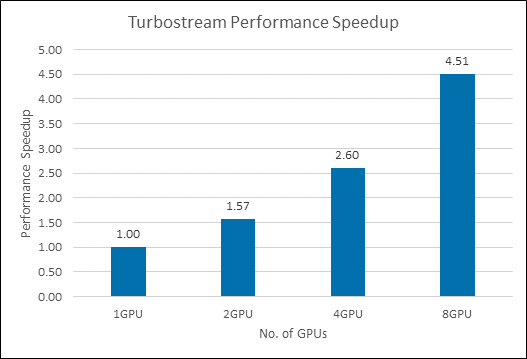 Turbostream Performance Speedup
Performance Speedup
5.00
4.50
4.00
3.50
3.00
2.50
2.00
1.50
1.00
0.50
0.00
1.00
1.57
2.60
4.51
1GPU
2GPU
4GPU
8GPU
No. of GPUs